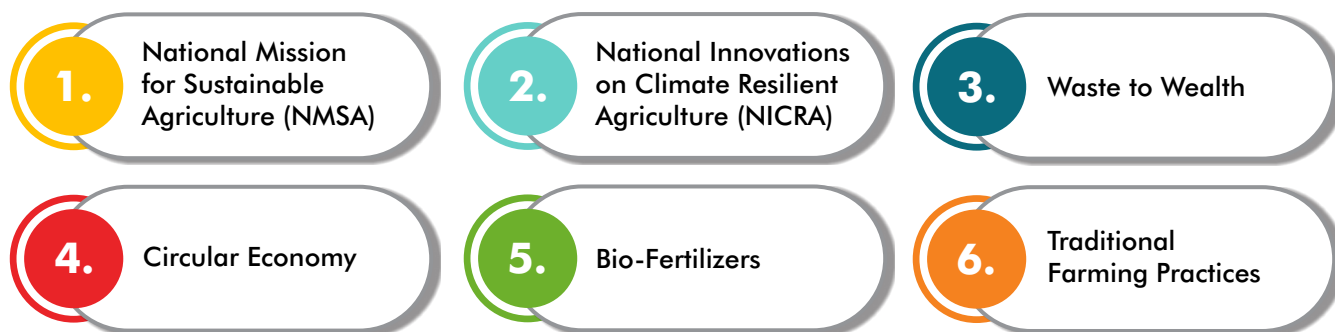 1.
National Mission
for Sustainable
Agriculture (NMSA)
2.
National Innovations
on Climate Resilient
Agriculture (NICRA)
3.
Waste to Wealth
4.
Circular Economy
5.
Bio-Fertilizers
6.
Traditional
Farming Practices